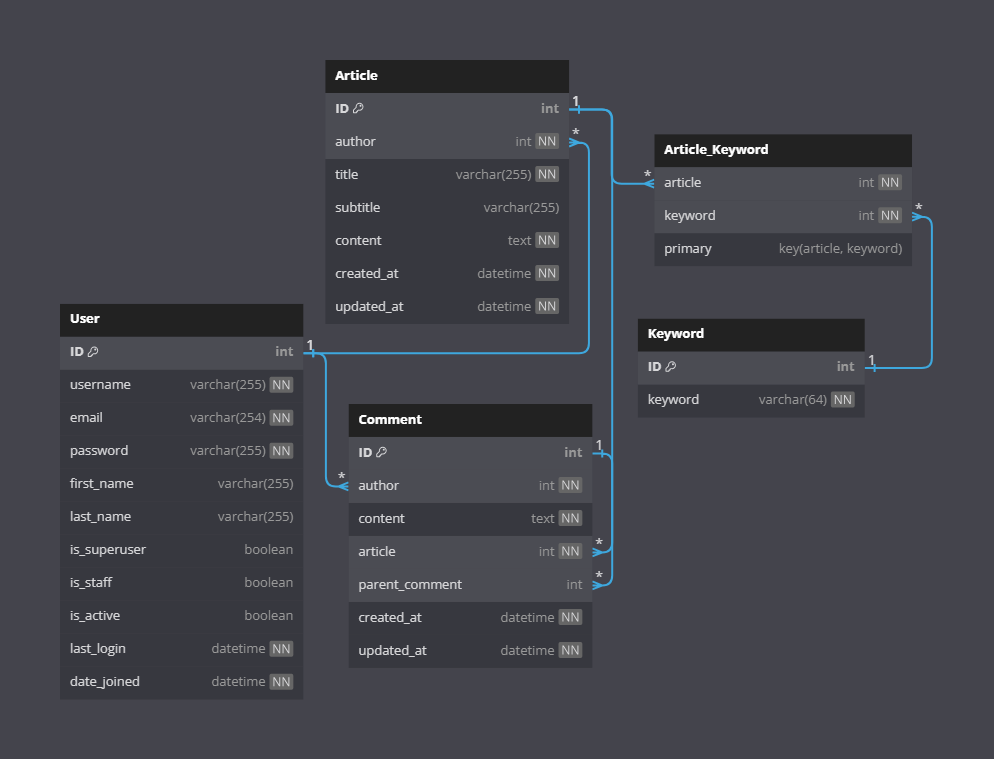 Article
ID int
author int NN
title varchar(255) NN
subtitle varchar(255)
content text NN
created_at datetime NN
updated_at datetime NN
1
*
Article_Keyword
article int NN
keyword int NN
primary key(article, keyword)
*
*
User
ID int
username varchar(255) NN
email varchar(254) NN
password varchar(255) NN
first_name varchar(255)
last_name varchar(255)
is_superuser boolean
is_staff boolean
is_active boolean
last_login datetime NN
date_joined datetime NN
1
Keyword
ID int
keyword varchar(64) NN
1
Comment
ID int
author int NN
content text NN
article int NN
parent_comment int
created_at datetime NN
updated_at datetime NN
1
*
*
*